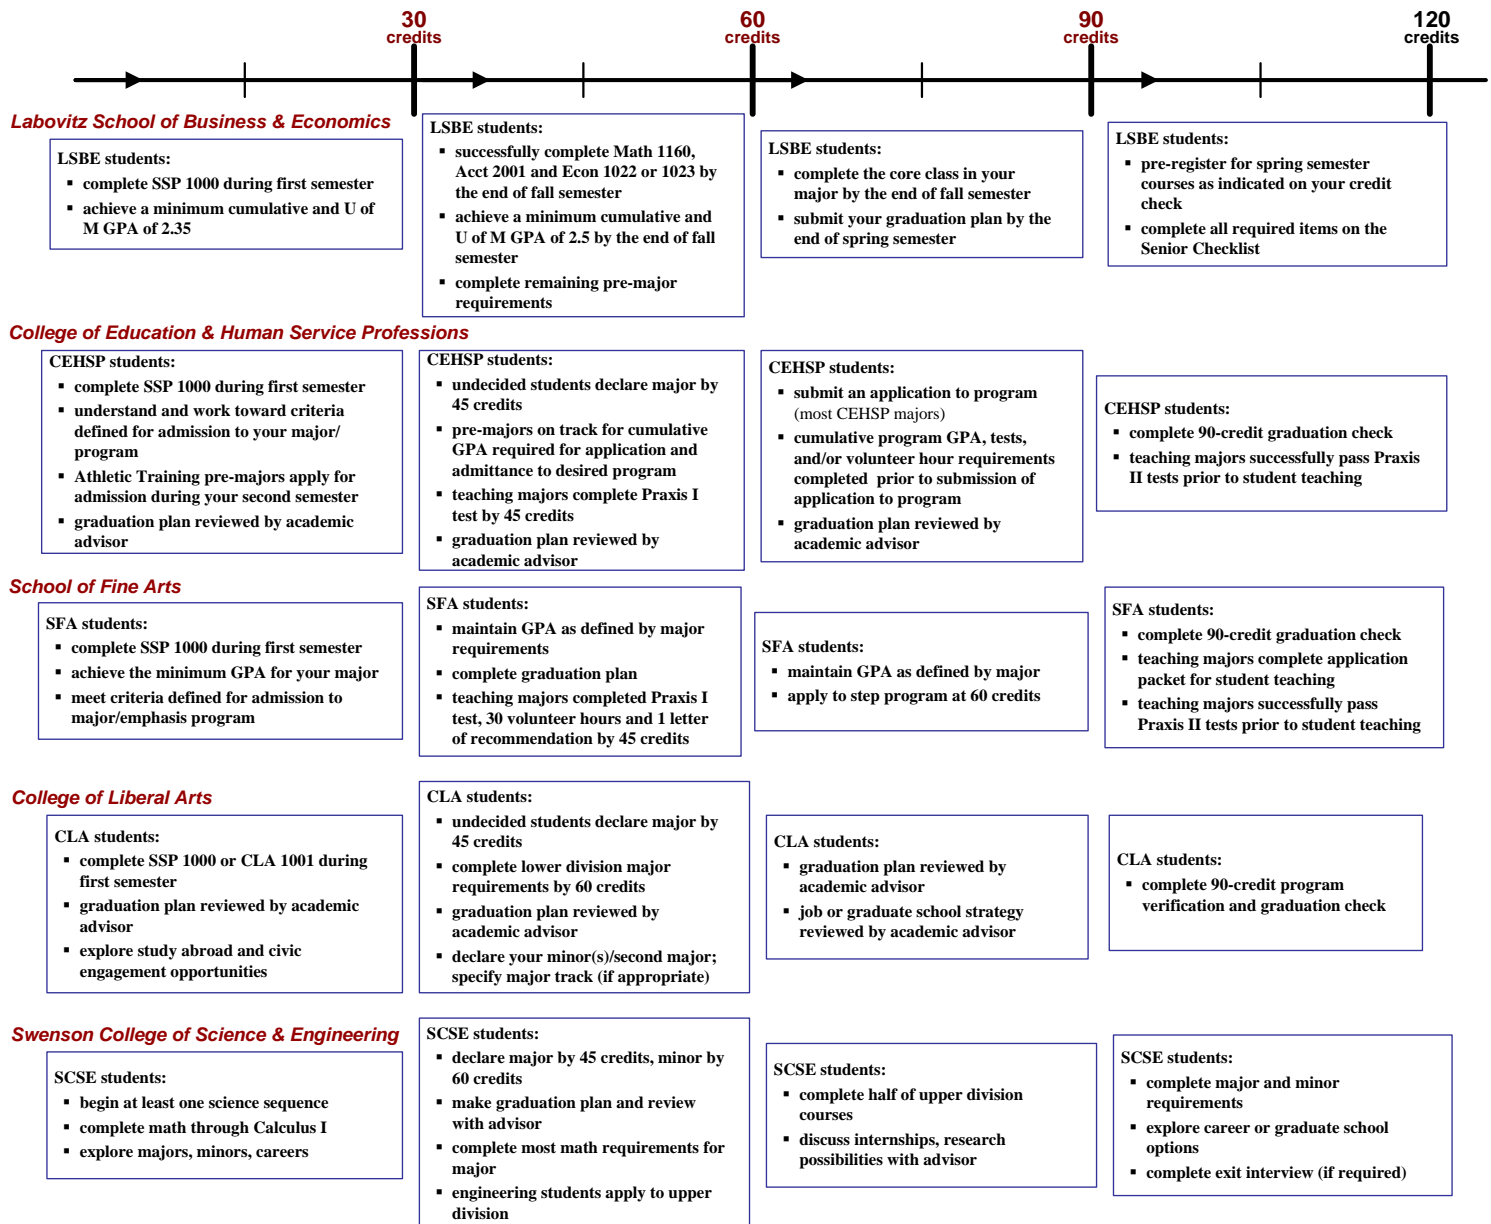 30
credits
60
credits
90
credits
120
credits
Labovitz School of Business & Economics
LSBE students:
▪ complete SSP 1000 during first semester
▪ achieve a minimum cumulative and U of
M GPA of 2.35
LSBE students:
▪ successfully complete Math 1160,
Acct 2001 and Econ 1022 or 1023 by
the end of fall semester
▪ achieve a minimum cumulative and
U of M GPA of 2.5 by the end of fall
semester
▪ complete remaining pre-major
requirements
LSBE students:
▪ complete the core class in your
major by the end of fall semester
▪ submit your graduation plan by the
end of spring semester
LSBE students:
▪ pre-register for spring semester
courses as indicated on your credit
check
▪ complete all required items on the
Senior Checklist
College of Education & Human Service Professions
CEHSP students:
▪ complete SSP 1000 during first semester
▪ understand and work toward criteria
defined for admission to your major/
program
▪ Athletic Training pre-majors apply for
admission during your second semester
▪ graduation plan reviewed by academic
advisor
CEHSP students:
▪ undecided students declare major by
45 credits
▪ pre-majors on track for cumulative
GPA required for application and
admittance to desired program
▪ teaching majors complete Praxis I
test by 45 credits
▪ graduation plan reviewed by
academic advisor
CEHSP students:
▪ submit an application to program
(most CEHSP majors)
▪ cumulative program GPA, tests,
and/or volunteer hour requirements
completed prior to submission of
application to program
▪ graduation plan reviewed by
academic advisor
CEHSP students:
▪ complete 90-credit graduation check
▪ teaching majors successfully pass Praxis
II tests prior to student teaching
School of Fine Arts
SFA students:
▪ complete SSP 1000 during first semester
▪ achieve the minimum GPA for your major
▪ meet criteria defined for admission to
major/emphasis program
SFA students:
▪ maintain GPA as defined by major
requirements
▪ complete graduation plan
▪ teaching majors completed Praxis I
test, 30 volunteer hours and 1 letter
of recommendation by 45 credits
SFA students:
▪ maintain GPA as defined by major
▪ apply to step program at 60 credits
SFA students:
▪ complete 90-credit graduation check
▪ teaching majors complete application
packet for student teaching
▪ teaching majors successfully pass
Praxis II tests prior to student teaching
College of Liberal Arts
CLA students:
▪ complete SSP 1000 or CLA 1001 during
first semester
▪ graduation plan reviewed by academic
advisor
▪ explore study abroad and civic
engagement opportunities
CLA students:
▪ undecided students declare major by
45 credits
▪ complete lower division major
requirements by 60 credits
▪ graduation plan reviewed by
academic advisor
▪ declare your minor(s)/second major;
specify major track (if appropriate)
CLA students:
▪ graduation plan reviewed by
academic advisor
▪ job or graduate school strategy
reviewed by academic advisor
CLA students:
▪ complete 90-credit program
verification and graduation check
Swenson College of Science & Engineering
SCSE students:
▪ begin at least one science sequence
▪ complete math through Calculus I
▪ explore majors, minors, careers
SCSE students:
▪ declare major by 45 credits, minor by
60 credits
▪ make graduation plan and review
with advisor
▪ complete most math requirements for
major
▪ engineering students apply to upper
division
SCSE students:
▪ complete half of upper division
courses
▪ discuss internships, research
possibilities with advisor
SCSE students:
▪ complete major and minor
requirements
▪ explore career or graduate school
options
▪ complete exit interview (if required)